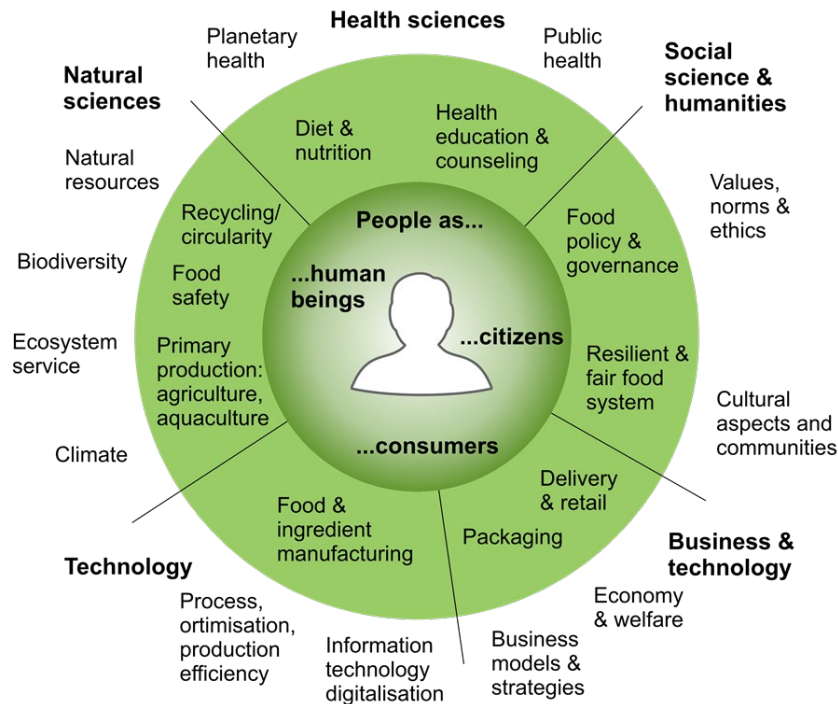 Health sciences
Planetary
health
Public
health
Natural
sciences
Social
science &
humanities
Diet &
nutrition
Health
education &
counseling
Natural
resources
Values,
norms &
ethics
Recycling/
circularity
People as...
Food
policy &
governance
Biodiversity
Food
safety
...human
beings
Ecosystem
service
Primary
production:
agriculture,
aquaculture
...citizens
Resilient &
fair food
system
Cultural
aspects and
communities
Climate
...consumers
Food &
ingredient
manufacturing
Delivery
& retail
Packaging
Technology
Business &
technology
Process,
ortimisation,
production
efficiency
Information
technology
digitalisation
Business
models &
strategies
Economy
& welfare